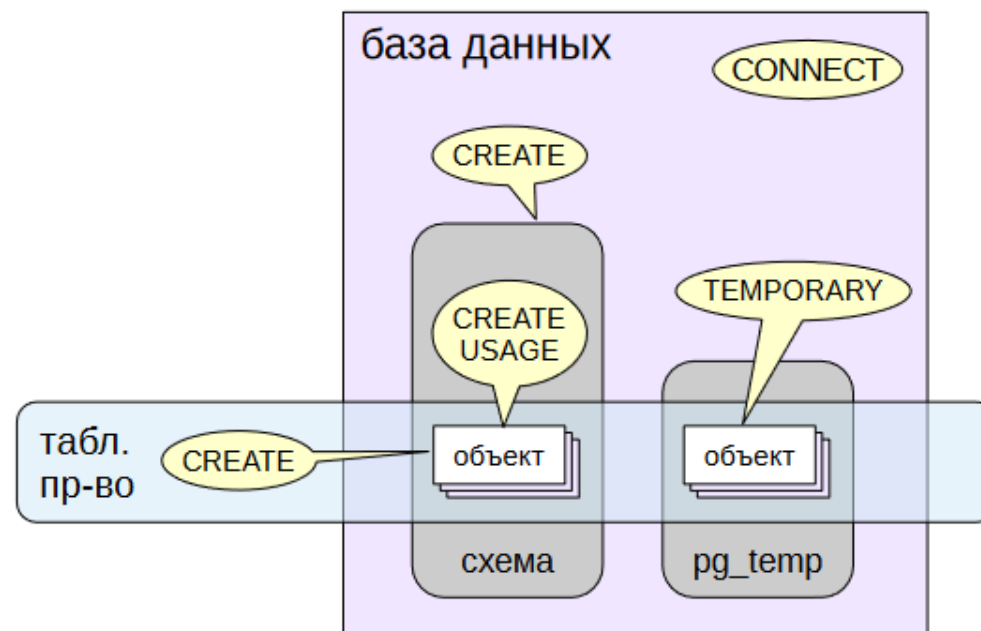 база данных
CONNECT
CREATE
TEMPORARY
CREATE
USAGE
табл.
пр-во
CREATE
объект
объект
схема
pg_temp